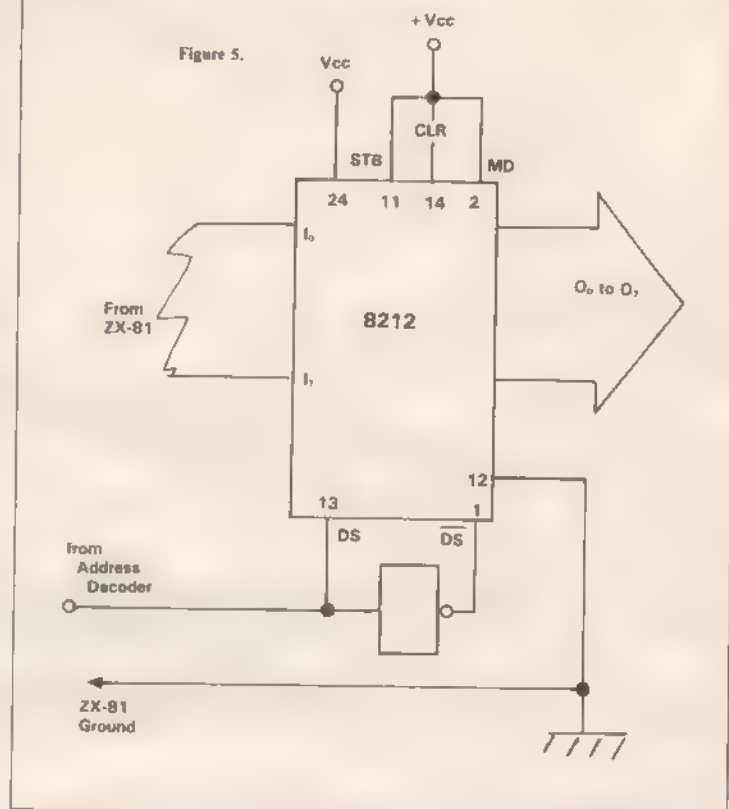 Figure 5.
+ Vcc
Vcc
CLR
STB
MD
24
11
14
2
I₀
From
ZX-81
8212
O₀ to O₇
I₇
12
13
1
DS
D̅S̅
from
Address
Decoder
ZX-81
Ground